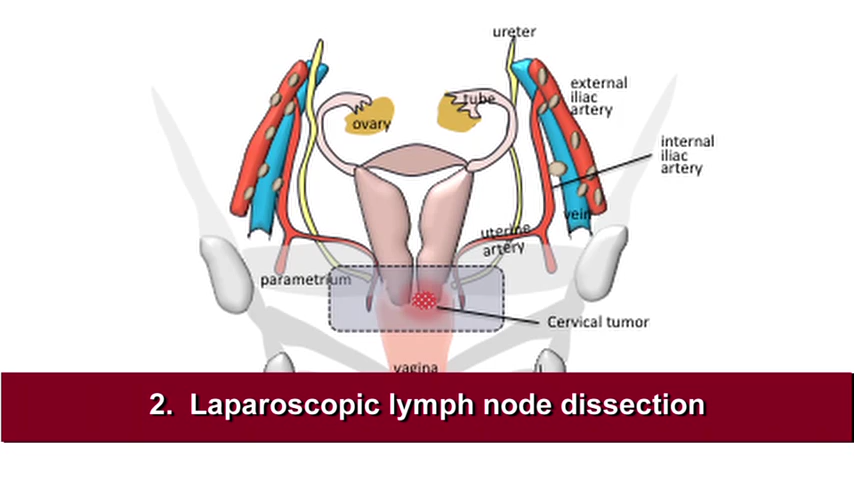 ureter
external
iliac
artery
tube
ovary
internal
iliac
artery
vein
uterine
artery
parametrium
Cervical tumor
vagina
2. Laparoscopic lymph node dissection